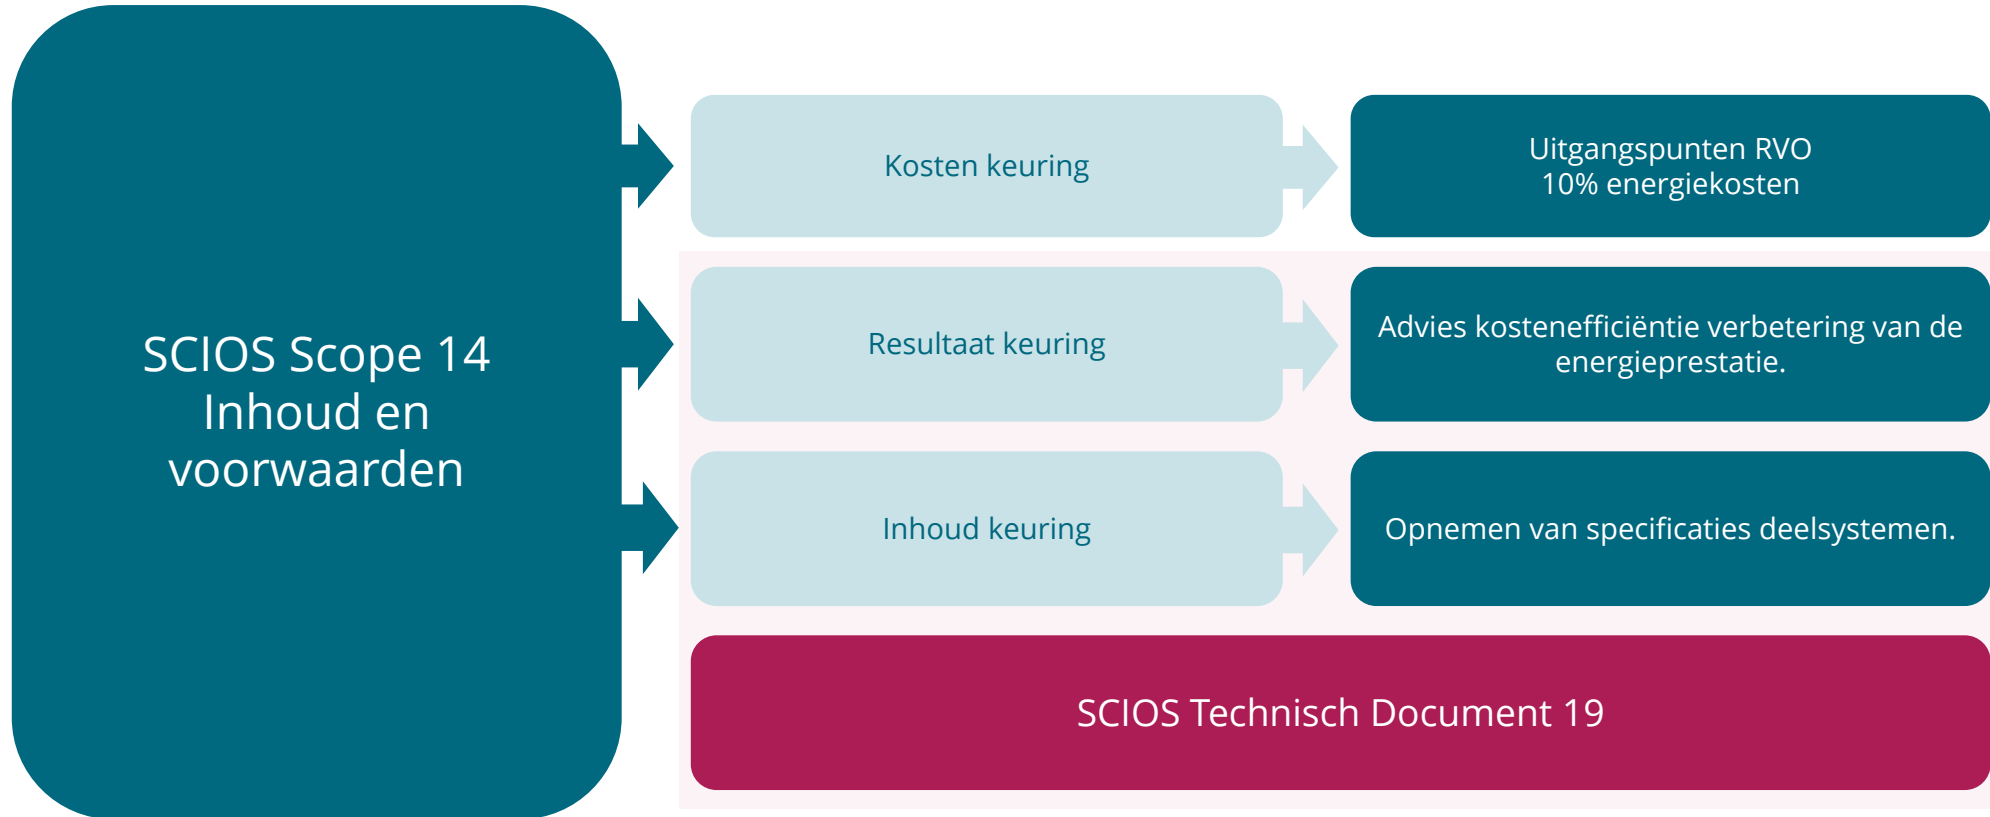 SCIOS Scope 14
Inhoud en
voorwaarden
Kosten keuring
Uitgangspunten RVO
10% energiekosten
Resultaat keuring
Advies kostenefficiëntie verbetering van de
energieprestatie.
Inhoud keuring
Opnemen van specificaties deelsystemen.
SCIOS Technisch Document 19